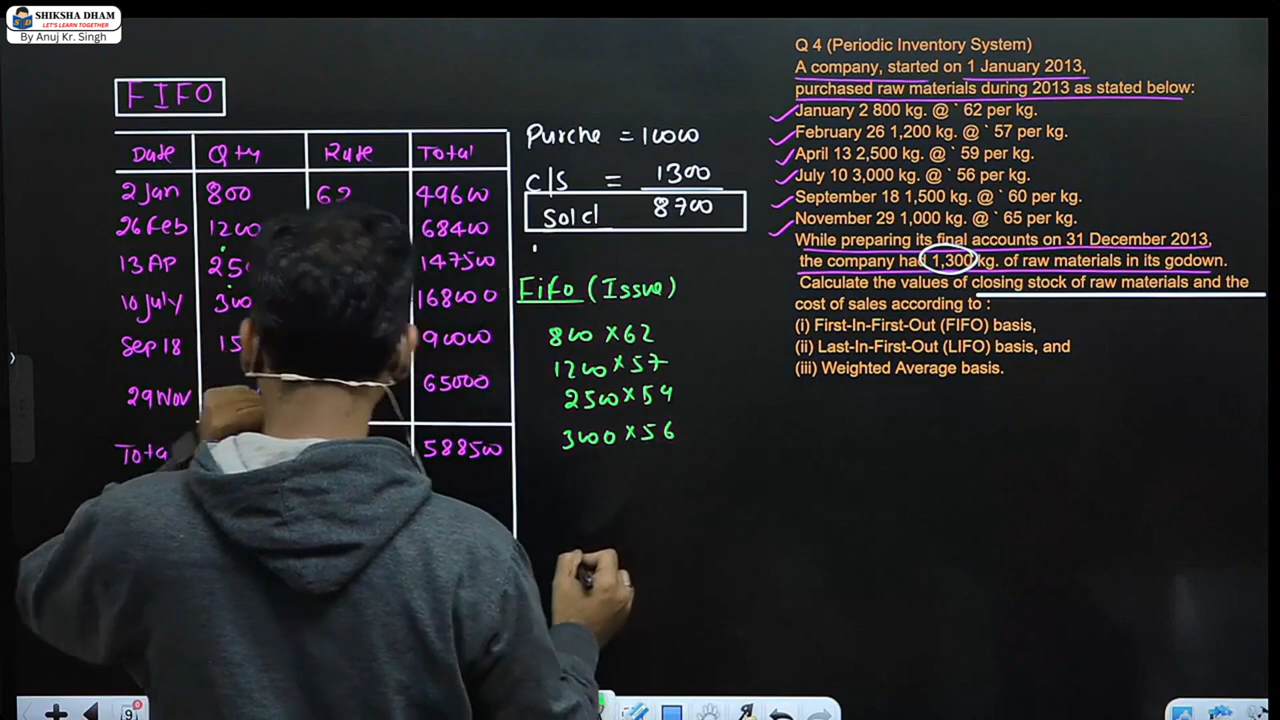 SHIKSHA DHAM
LET'S LEARN TOGETHER
By Anuj Kr. Singh
FIFO
Date Qty Rate Total
2 Jan 800 62 49600
26 Feb 1200 68400
13 AP 147500
10 July 168000
Sep 18 90000
29 Nov 65000
Tota 588500
Purche = 10000
C/S = 1300
Sold 8700
FiFo (Issue)
800 × 62
1200 × 57
2500 × 54
3000 × 56
Q 4 (Periodic Inventory System)
A company, started on 1 January 2013,
purchased raw materials during 2013 as stated below:
January 2 800 kg. @ ` 62 per kg.
February 26 1,200 kg. @ ` 57 per kg.
April 13 2,500 kg. @ ` 59 per kg.
July 10 3,000 kg. @ ` 56 per kg.
September 18 1,500 kg. @ ` 60 per kg.
November 29 1,000 kg. @ ` 65 per kg.
While preparing its final accounts on 31 December 2013,
the company had 1,300 kg. of raw materials in its godown.
Calculate the values of closing stock of raw materials and the
cost of sales according to :
(i) First-In-First-Out (FIFO) basis,
(ii) Last-In-First-Out (LIFO) basis, and
(iii) Weighted Average basis.